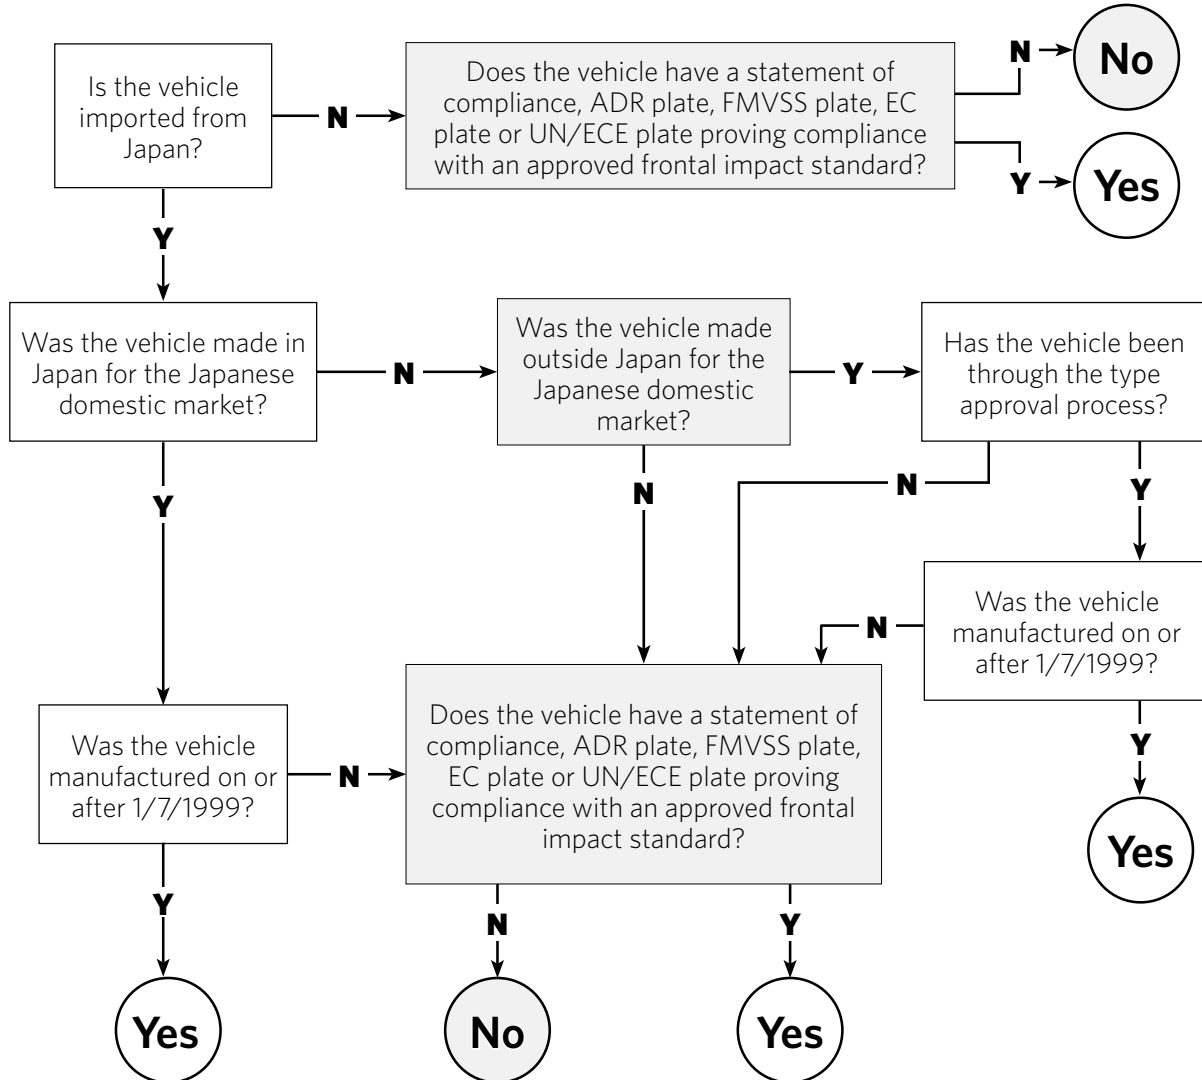 Is the vehicle
imported from
Japan?
N
Does the vehicle have a statement of
compliance, ADR plate, FMVSS plate, EC
plate or UN/ECE plate proving compliance
with an approved frontal impact standard?
N
No
Y
Yes
Y
Was the vehicle made in
Japan for the Japanese
domestic market?
N
Was the vehicle made
outside Japan for the
Japanese domestic
market?
Y
Has the vehicle been
through the type
approval process?
Y
N
N
Y
Was the vehicle
manufactured on or
after 1/7/1999?
N
Y
Yes
Was the vehicle
manufactured on or
after 1/7/1999?
N
Does the vehicle have a statement of
compliance, ADR plate, FMVSS plate,
EC plate or UN/ECE plate proving
compliance with an approved frontal
impact standard?
Y
Yes
N
No
Y
Yes